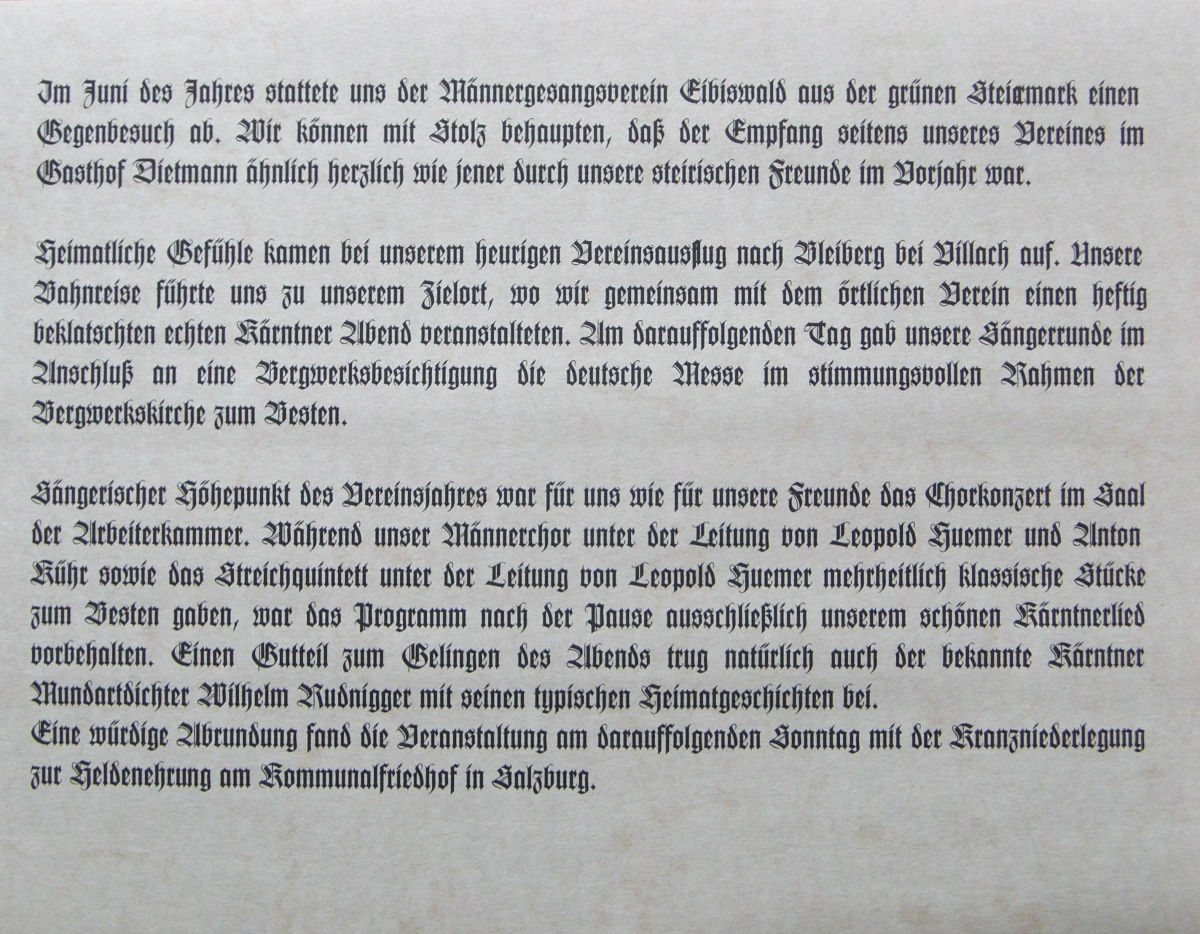 Im Juni des Jahres stattete uns der Männergesangsverein Eibiswald aus der grünen Steiermark einen
Gegenbesuch ab. Wir können mit Stolz behaupten, daß der Empfang seitens unseres Vereines im
Gasthof Dietmann ähnlich herzlich wie jener durch unsere steirischen Freunde im Vorjahr war.
Heimatliche Gefühle kamen bei unserem heurigen Vereinsausflug nach Bleiberg bei Villach auf. Unsere
Bahnreise führte uns zu unserem Zielort, wo wir gemeinsam mit dem örtlichen Verein einen heftig
beklatschten echten Kärntner Abend veranstalteten. Am darauffolgenden Tag gab unsere Sängerrunde im
Anschluß an eine Bergwerksbesichtigung die deutsche Messe im stimmungsvollen Rahmen der
Bergwerkskirche zum Besten.
Sängerischer Höhepunkt des Vereinsjahres war für uns wie für unsere Freunde das Chorkonzert im Saal
der Arbeiterkammer. Während unser Männerchor unter der Leitung von Leopold Huemer und Anton
Kühr sowie das Streichquintett unter der Leitung von Leopold Huemer mehrheitlich klassische Stücke
zum Besten gaben, war das Programm nach der Pause ausschließlich unserem schönen Kärntnerlied
vorbehalten. Einen Gutteil zum Gelingen des Abends trug natürlich auch der bekannte Kärntner
Mundartdichter Wilhelm Rudnigger mit seinen typischen Heimatgeschichten bei.
Eine würdige Abrundung fand die Veranstaltung am darauffolgenden Sonntag mit der Kranzniederlegung
zur Heldenehrung am Kommunalfriedhof in Salzburg.